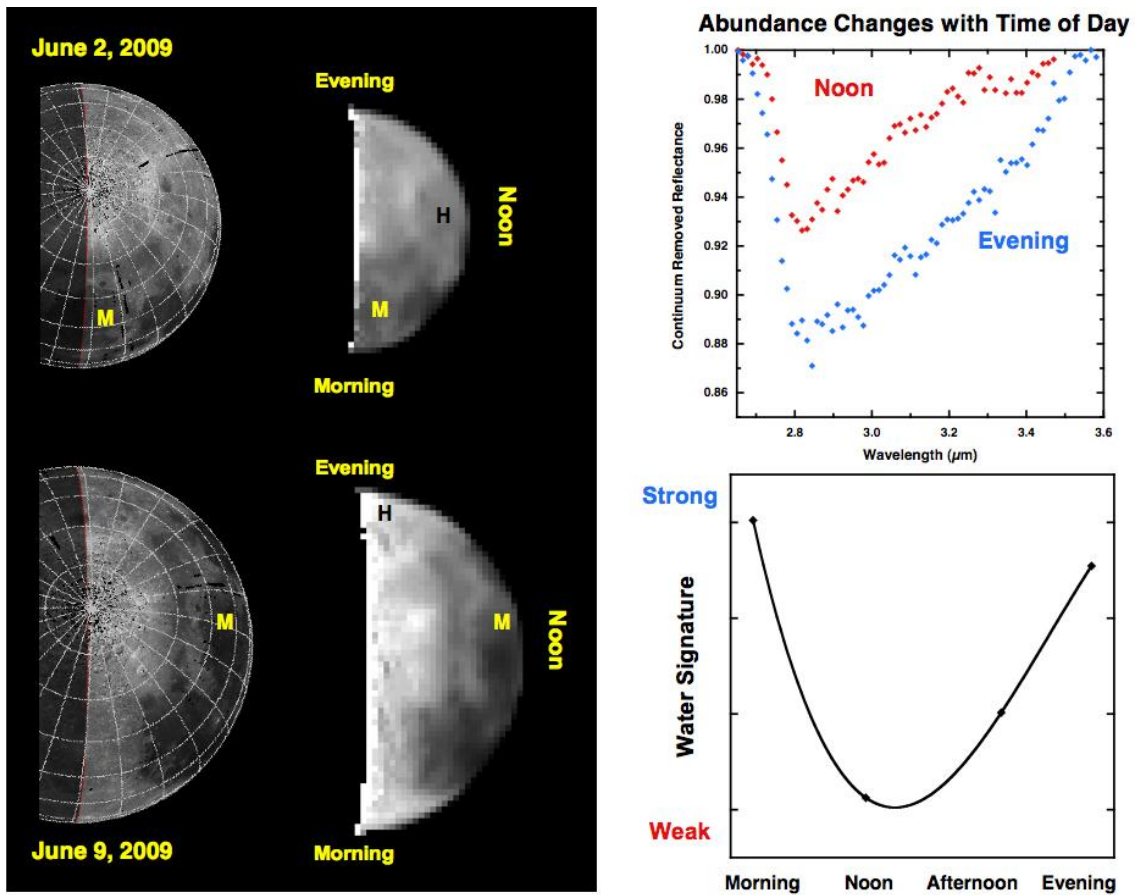 June 2, 2009
Evening
Noon
H
M
M
Morning
Evening
H
M
M
Noon
June 9, 2009
Morning
Abundance Changes with Time of Day
1.00
0.98
0.96
0.94
0.92
0.90
0.88
0.86
Continuum Removed Reflectance
Noon
Evening
2.8
3.0
3.2
3.4
3.6
Wavelength (µm)
Strong
Water Signature
Weak
Morning
Noon
Afternoon
Evening